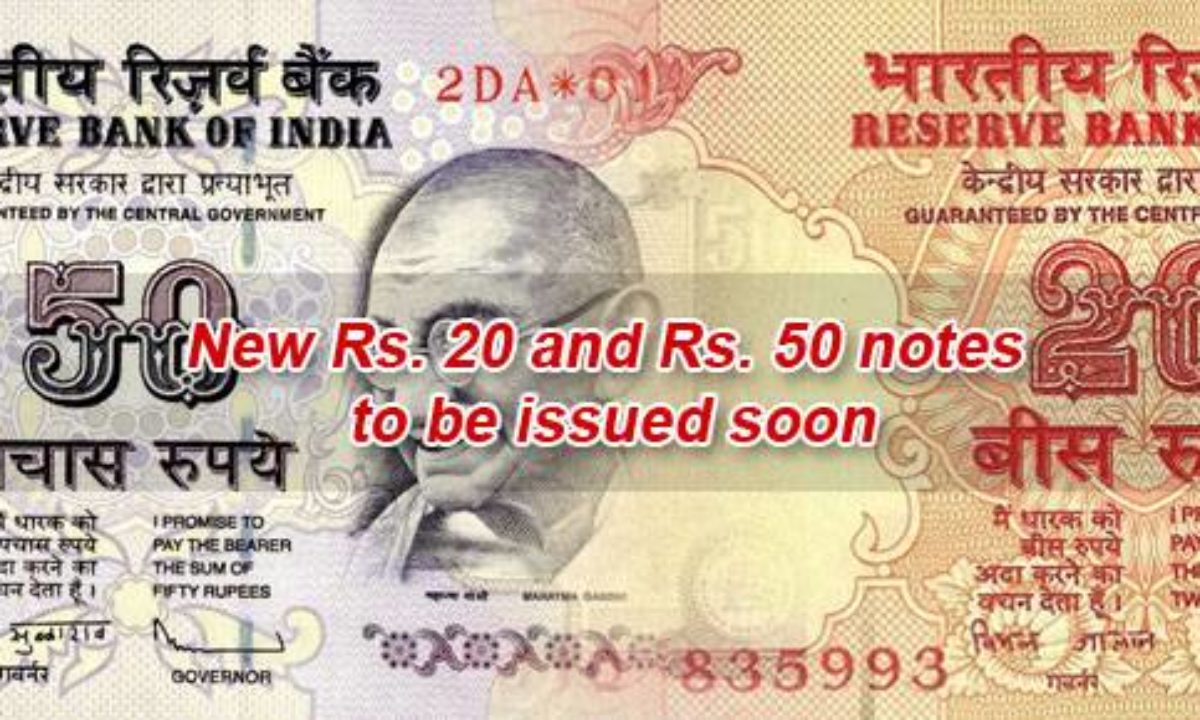 तीय रिज़र्व बैंक
RVE BANK OF INDIA
द्रीय सरकार द्वारा प्रत्याभूत
NTEED BY THE CENTRAL GOVERNMENT
50
चास रुपये
धारक को
पचास रुपये
अदा करने का
वचन देता हूँ।
I PROMISE TO
PAY THE BEARER
THE SUM OF
FIFTY RUPEES
गवर्नर
GOVERNOR
2DA*01
50
New Rs. 20 and Rs. 50 notes
to be issued soon
महात्मा गांधी MAHATMA GANDHI
835993
भारतीय रि
RESERVE BANK
केन्द्रीय सरकार द्वार
GUARANTEED BY THE CENT
20
बीस रु
मैं धारक को
बीस रुपये
अदा करने का
वचन देता हूँ।
I PR
PAY
TH
TW
गवर्नर